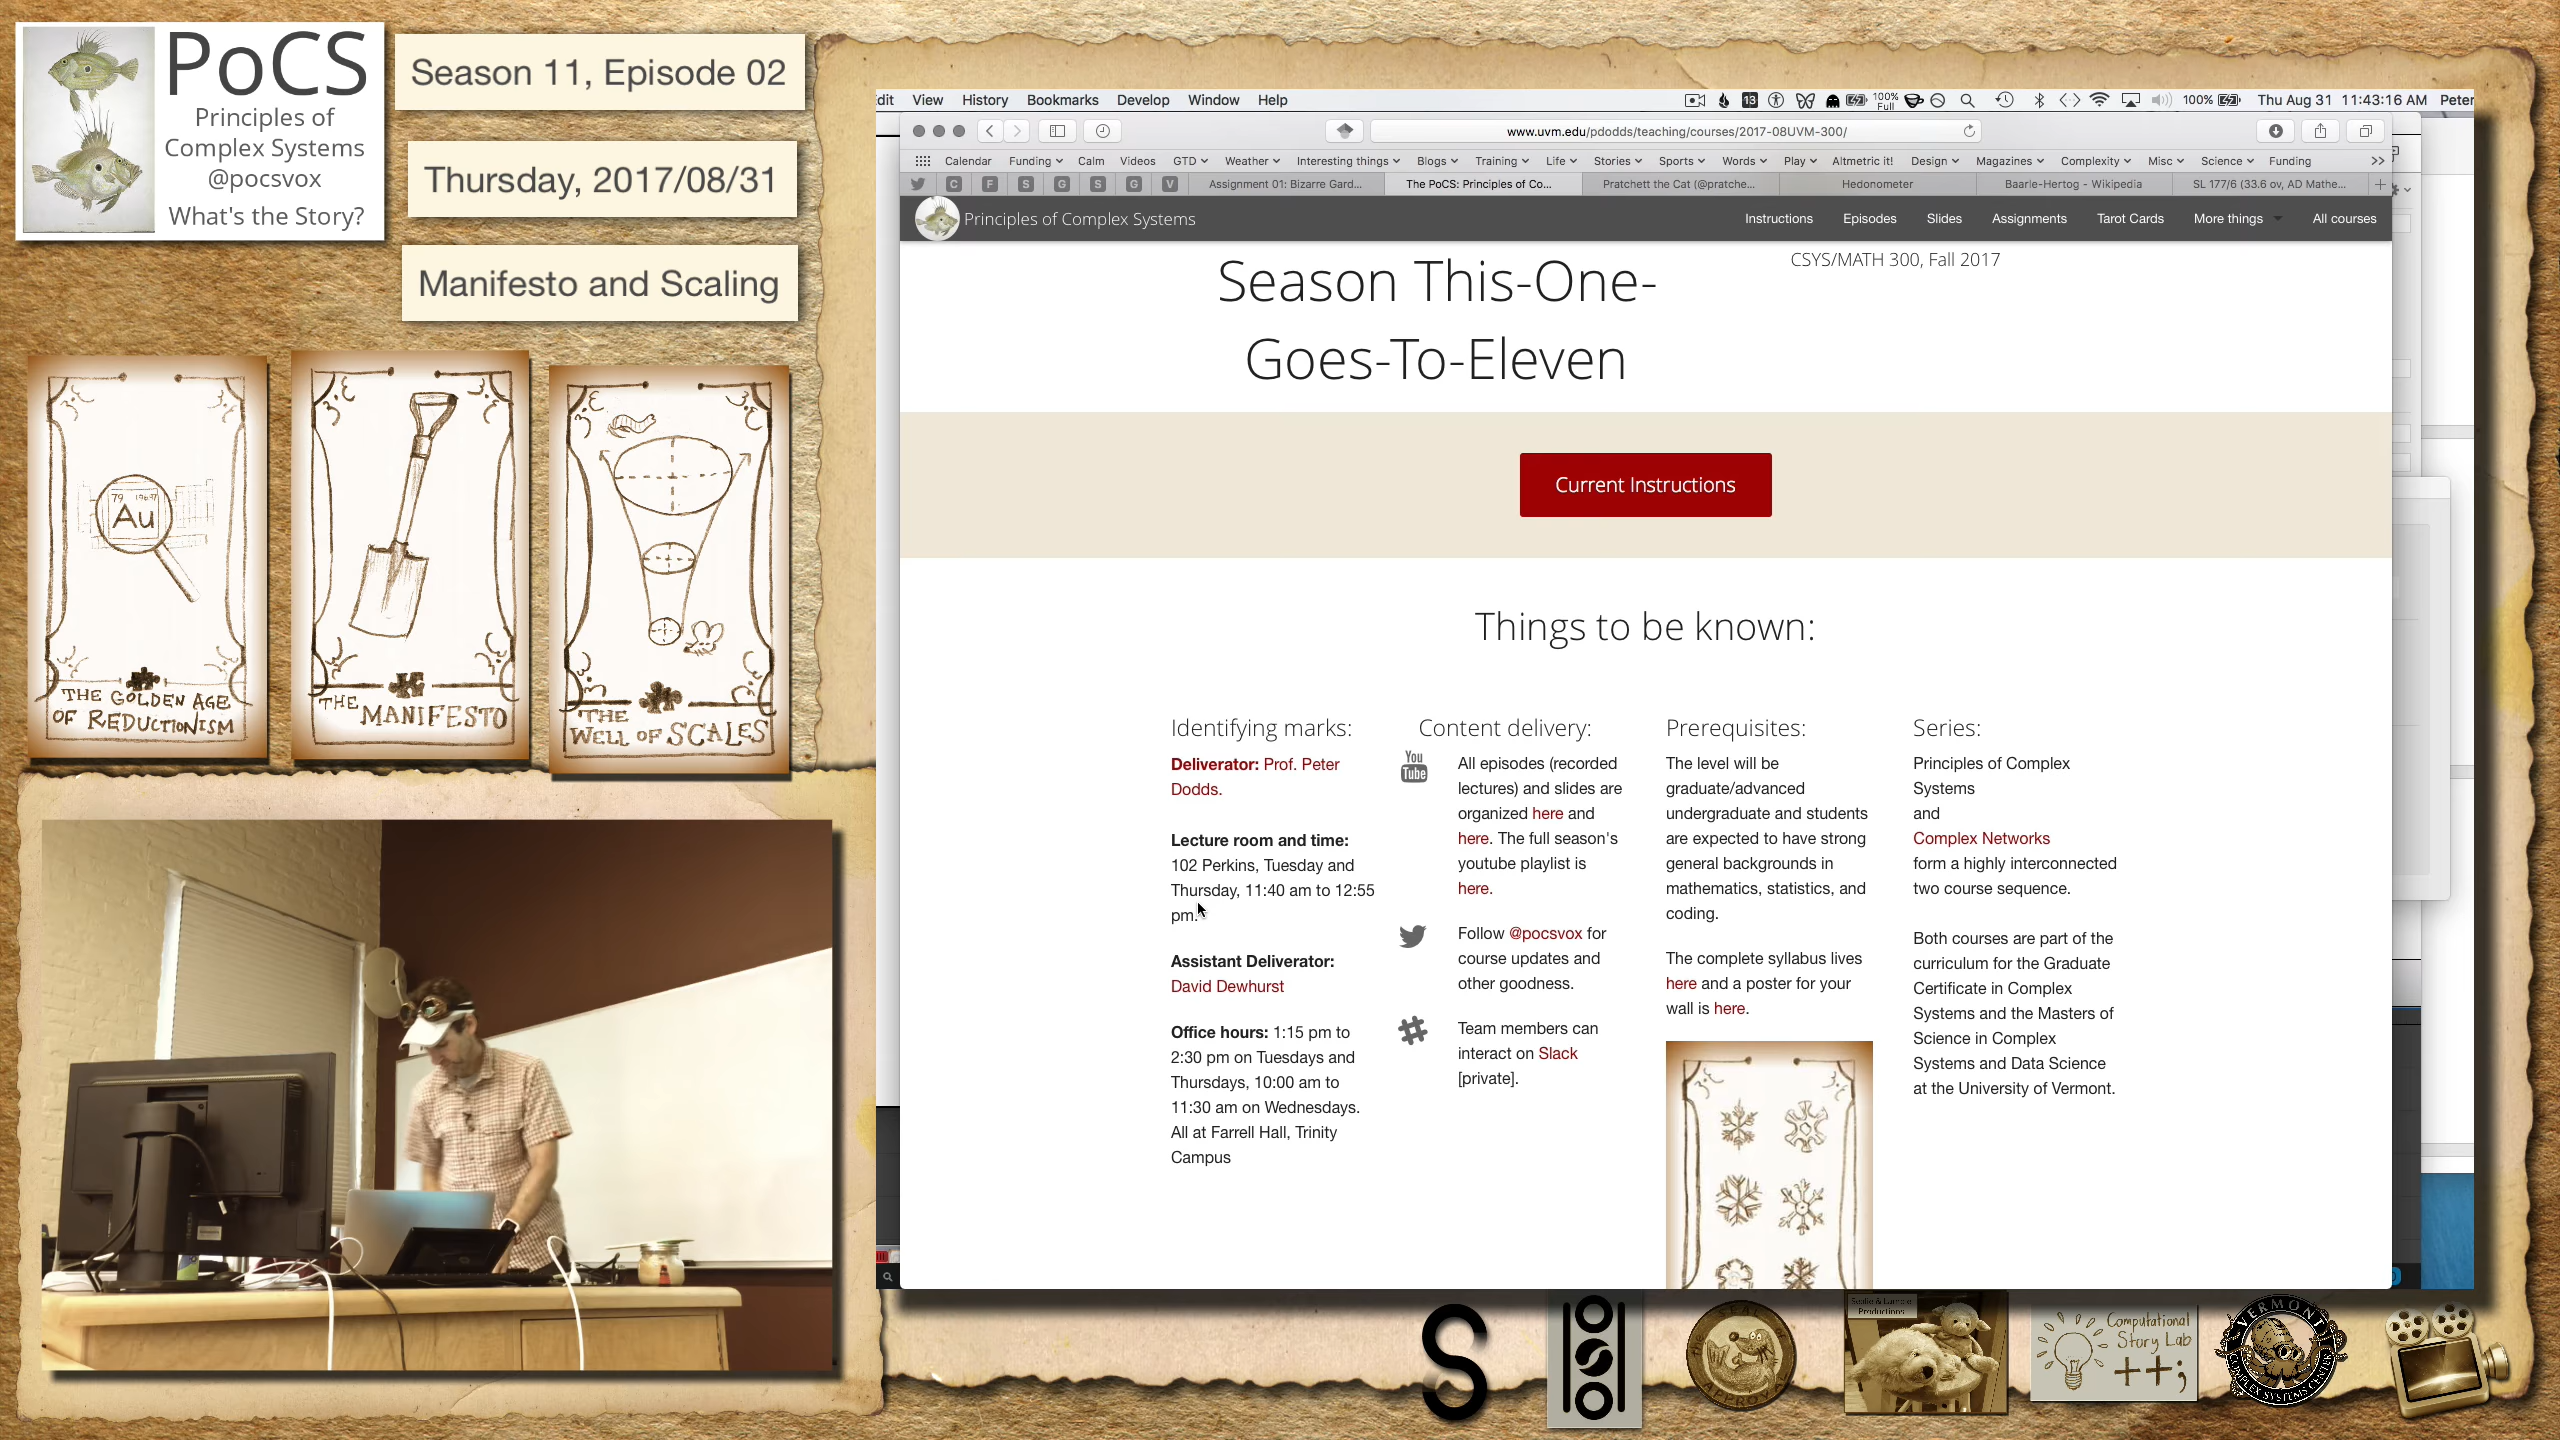 PoCS
Principles of
Complex Systems
@pocsvox
What's the Story?
Season 11, Episode 02
Thursday, 2017/08/31
Manifesto and Scaling
79
Au
THE GOLDEN AGE
OF REDUCTIONISM
THE MANIFESTO
THE
WELL OF SCALES
dit View History Bookmarks Develop Window Help
13 100% Full 100% Thu Aug 31 11:43:16 AM Peter
www.uvm.edu/pdodds/teaching/courses/2017-08UVM-300/
Calendar Funding Calm Videos GTD Weather Interesting things Blogs Training Life Stories Sports Words Play Altmetric it! Design Magazines Complexity Misc Science Funding >>
C F S G S G V Assignment 01: Bizarre Gard... The PoCS: Principles of Co... Pratchett the Cat (@pratche... Hedonometer Baarle-Hertog - Wikipedia SL 177/6 (33.6 ov, AD Mathe... +
Principles of Complex Systems Instructions Episodes Slides Assignments Tarot Cards More things All courses
Season This-One-
Goes-To-Eleven
CSYS/MATH 300, Fall 2017
Current Instructions
Things to be known:
Identifying marks:
Deliverator: Prof. Peter
Dodds.
Lecture room and time:
102 Perkins, Tuesday and
Thursday, 11:40 am to 12:55
pm.
Assistant Deliverator:
David Dewhurst
Office hours: 1:15 pm to
2:30 pm on Tuesdays and
Thursdays, 10:00 am to
11:30 am on Wednesdays.
All at Farrell Hall, Trinity
Campus
Content delivery:
You
Tube
All episodes (recorded
lectures) and slides are
organized here and
here. The full season's
youtube playlist is
here.
Follow @pocsvox for
course updates and
other goodness.
Team members can
interact on Slack
[private].
Prerequisites:
The level will be
graduate/advanced
undergraduate and students
are expected to have strong
general backgrounds in
mathematics, statistics, and
coding.
The complete syllabus lives
here and a poster for your
wall is here.
Series:
Principles of Complex
Systems
and
Complex Networks
form a highly interconnected
two course sequence.
Both courses are part of the
curriculum for the Graduate
Certificate in Complex
Systems and the Masters of
Science in Complex
Systems and Data Science
at the University of Vermont.
S
Productions
Computational
Story Lab
++;
VERMONT
COMPLEX SYSTEMS CENTER